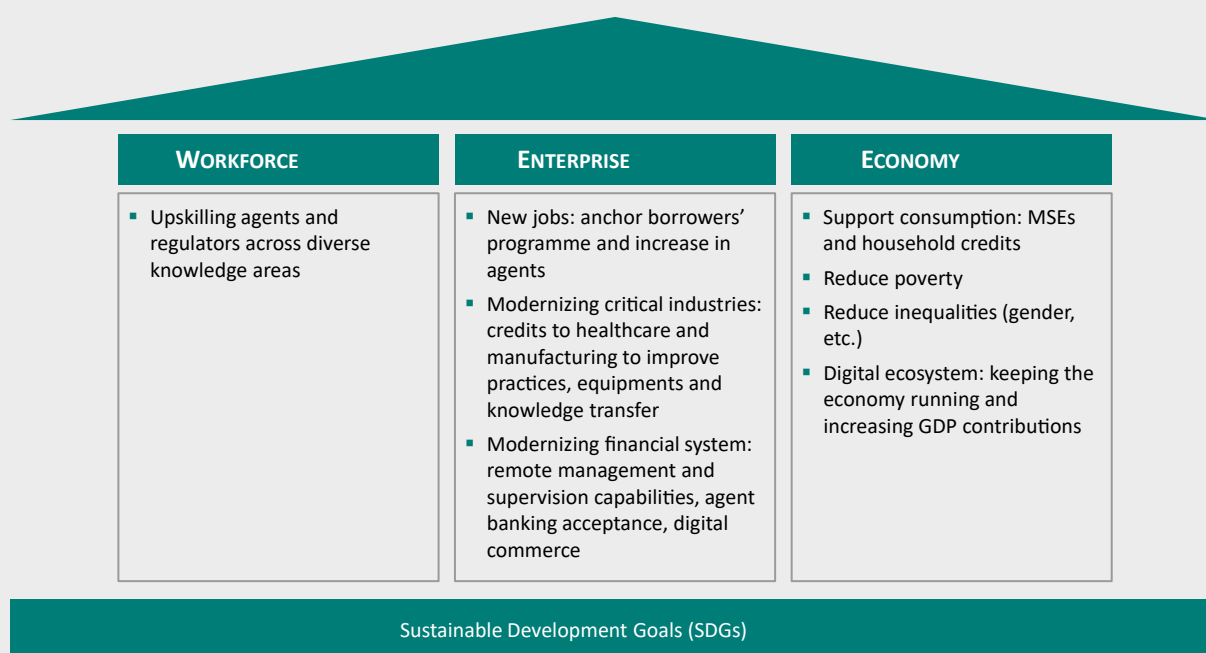 WORKFORCE
Upskilling agents and
regulators across diverse
knowledge areas
ENTERPRISE
New jobs: anchor borrowers’
programme and increase in
agents
Modernizing critical industries:
credits to healthcare and
manufacturing to improve
practices, equipments and
knowledge transfer
Modernizing financial system:
remote management and
supervision capabilities, agent
banking acceptance, digital
commerce
ECONOMY
Support consumption: MSEs
and household credits
Reduce poverty
Reduce inequalities (gender,
etc.)
Digital ecosystem: keeping the
economy running and
increasing GDP contributions
Sustainable Development Goals (SDGs)